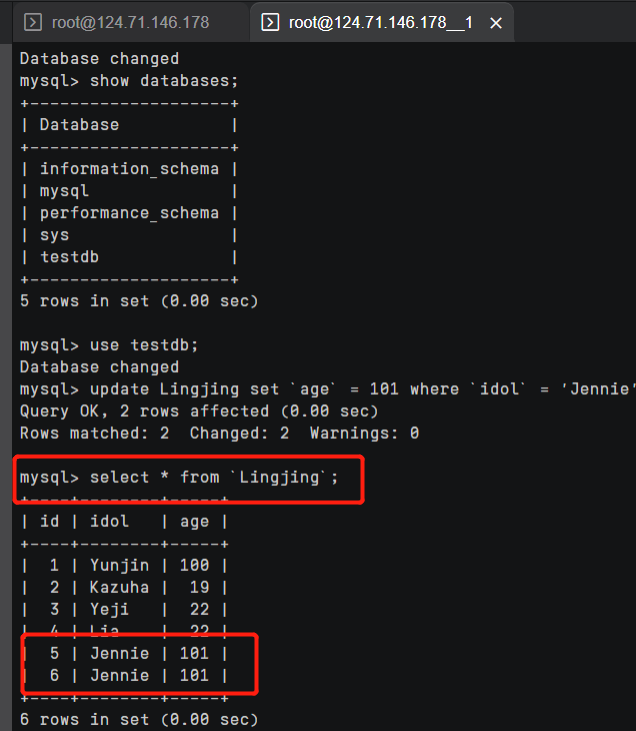 root@124.71.146.178 root@124.71.146.178__1 ×
Database changed
mysql> show databases;
+--------------------+
| Database           |
+--------------------+
| information_schema |
| mysql              |
| performance_schema |
| sys                |
| testdb             |
+--------------------+
5 rows in set (0.00 sec)
mysql> use testdb;
Database changed
mysql> update Lingjing set `age` = 101 where `idol` = 'Jennie'
Query OK, 2 rows affected (0.00 sec)
Rows matched: 2  Changed: 2  Warnings: 0
mysql> select * from `Lingjing`;
+----+--------+-----+
| id | idol   | age |
+----+--------+-----+
|  1 | Yunjin | 100 |
|  2 | Kazuha |  19 |
|  3 | Yeji   |  22 |
|  4 | Lia    |  22 |
|  5 | Jennie | 101 |
|  6 | Jennie | 101 |
+----+--------+-----+
6 rows in set (0.00 sec)